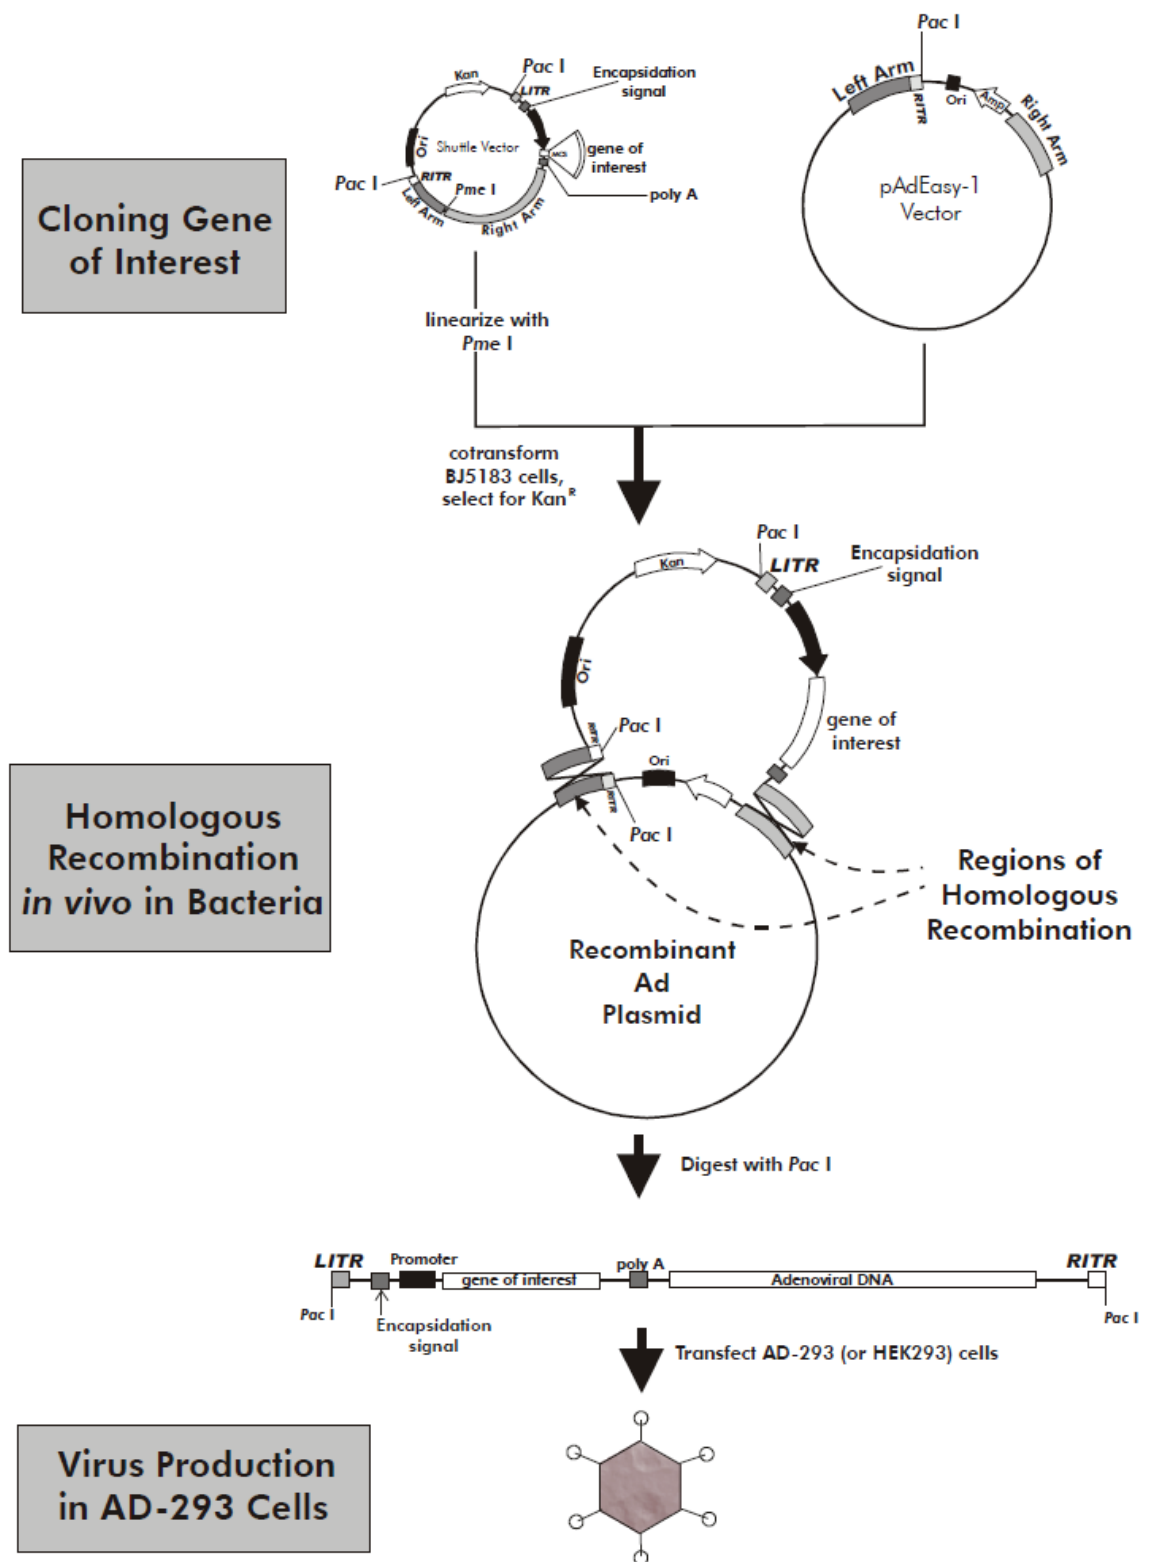 Cloning Gene
of Interest
Kan
Pac I
LITR
Encapsidation
signal
Shuttle Vector
Ori
MCS
gene of
interest
Pac I
RITR
Pme I
poly A
Left Arm
Right Arm
Pac I
Left Arm
RITR
Ori
Amp
Right Arm
pAdEasy-1
Vector
linearize with
Pme I
cotransform
BJ5183 cells,
select for Kan^R
Homologous
Recombination
in vivo in Bacteria
Pac I
LITR
Encapsidation
signal
Kan
Ori
gene of
interest
RITR
Pac I
Ori
RITR
Pac I
Regions of
Homologous
Recombination
Recombinant
Ad
Plasmid
Digest with Pac I
LITR
Promoter
gene of interest
poly A
Adenoviral DNA
RITR
Pac I
Encapsidation
signal
Pac I
Transfect AD-293 (or HEK293) cells
Virus Production
in AD-293 Cells